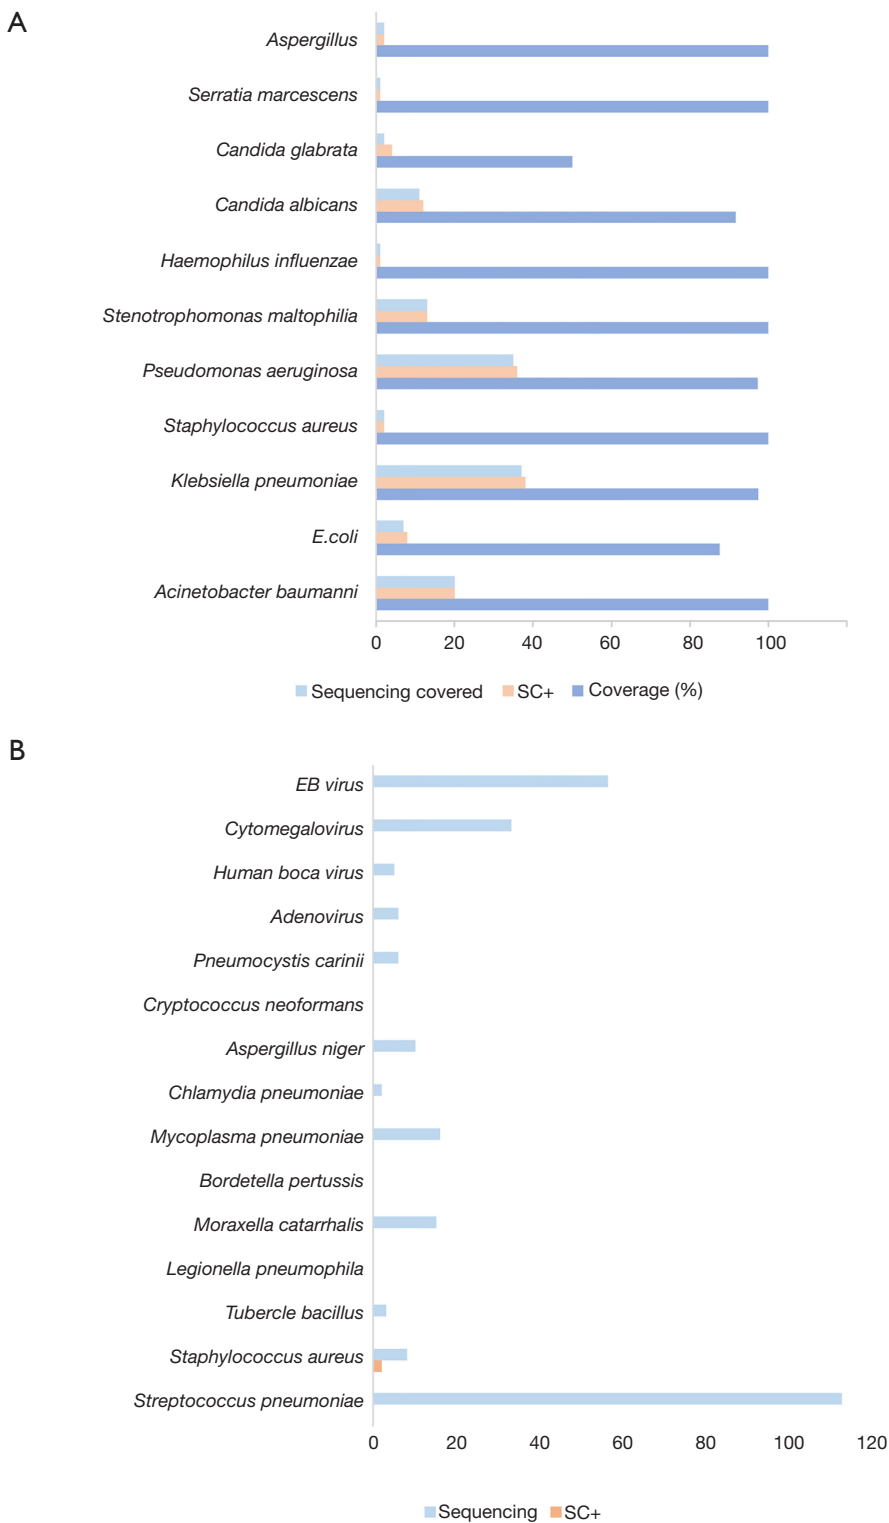 A
Aspergillus
Serratia marcescens
Candida glabrata
Candida albicans
Haemophilus influenzae
Stenotrophomonas maltophilia
Pseudomonas aeruginosa
Staphylococcus aureus
Klebsiella pneumoniae
E.coli
Acinetobacter baumanni
0 20 40 60 80 100
Sequencing covered SC+ Coverage (%)
B
EB virus
Cytomegalovirus
Human boca virus
Adenovirus
Pneumocystis carinii
Cryptococcus neoformans
Aspergillus niger
Chlamydia pneumoniae
Mycoplasma pneumoniae
Bordetella pertussis
Moraxella catarrhalis
Legionella pneumophila
Tubercle bacillus
Staphylococcus aureus
Streptococcus pneumoniae
0 20 40 60 80 100 120
Sequencing SC+